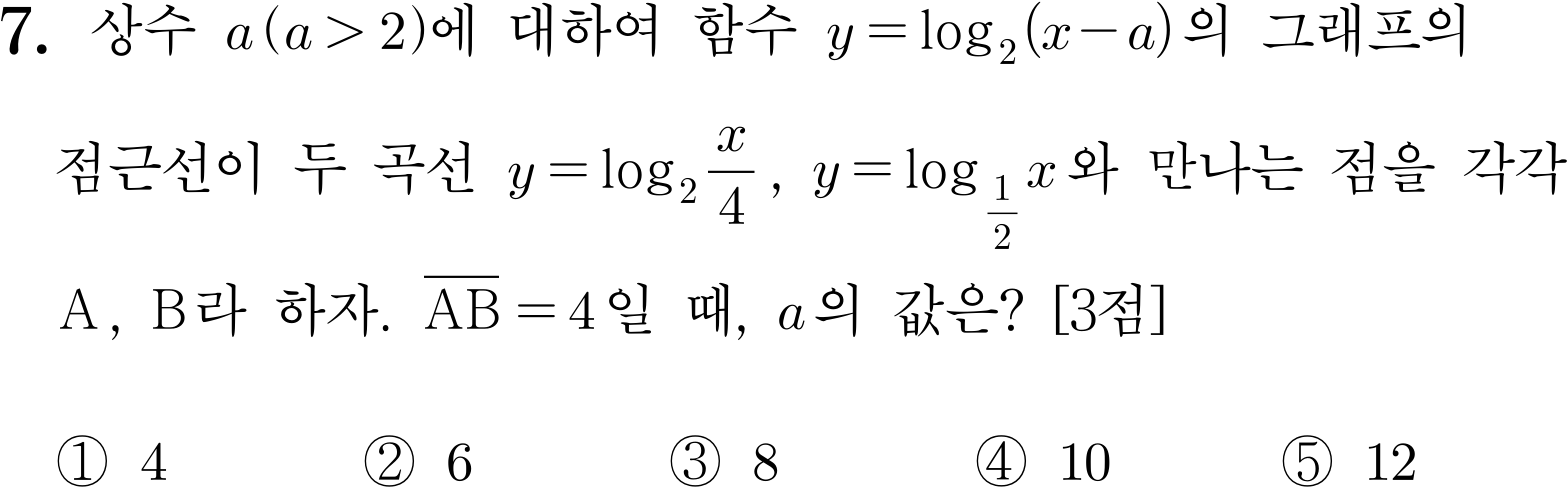 7. 상수 a(a > 2)에 대하여 함수 y = log₂(x − a)의 그래프의
점근선이 두 곡선 y = log₂ x/4, y = log_{1/2} x와 만나는 점을 각각
A, B라 하자. A̅B̅ = 4일 때, a의 값은? [3점]
① 4 ② 6 ③ 8 ④ 10 ⑤ 12